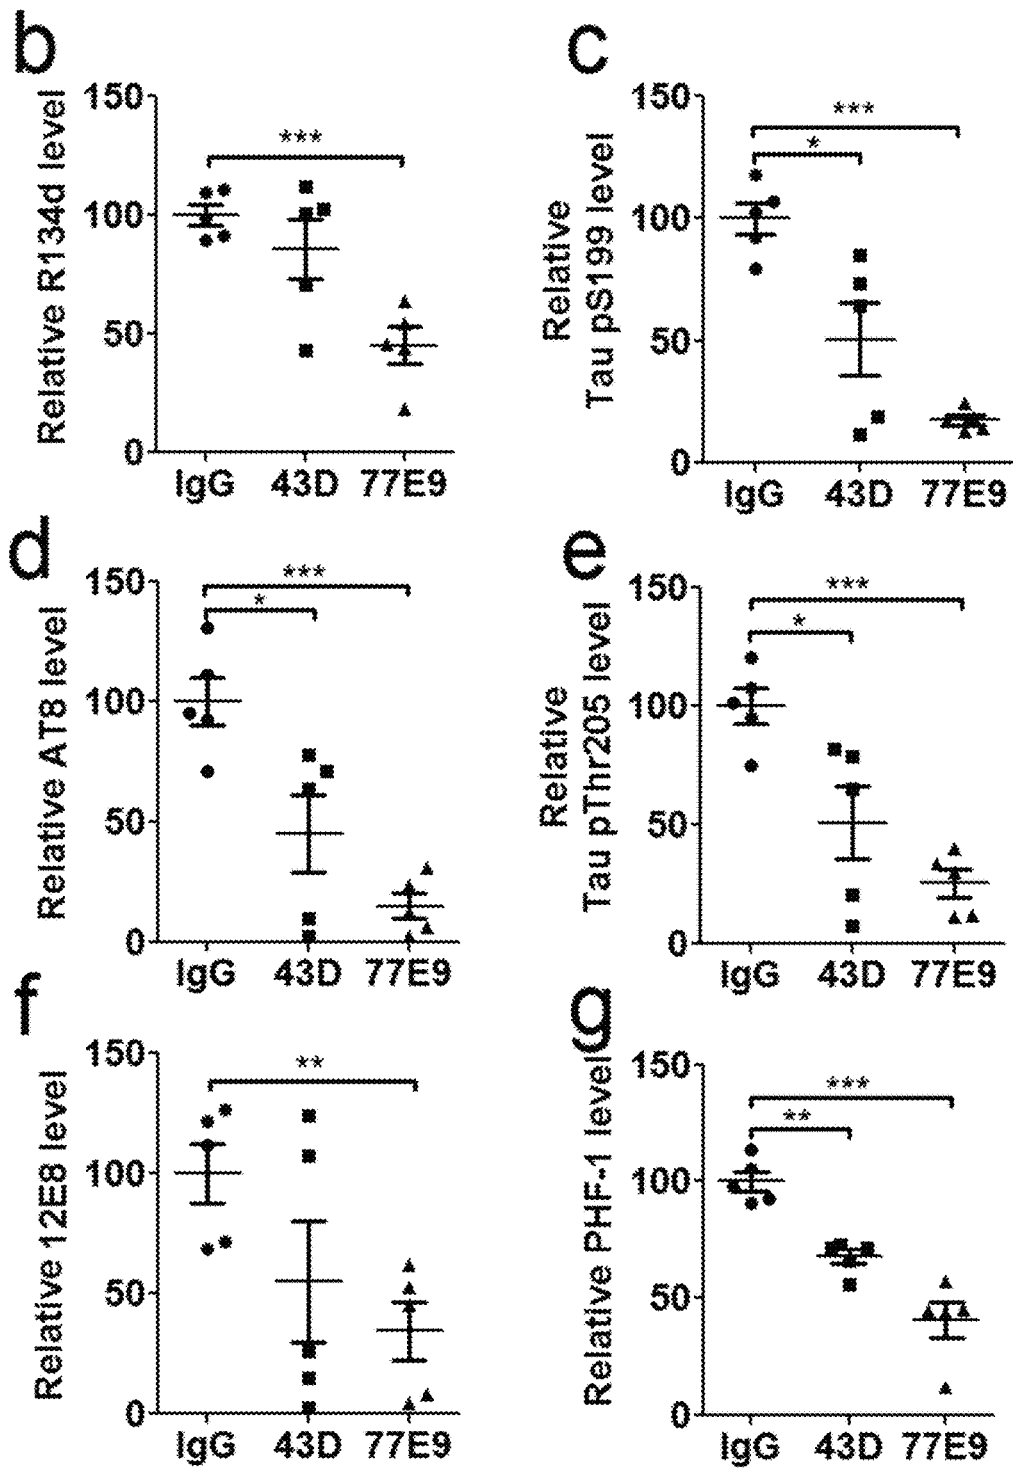 b
Relative R134d level
150
100
50
0
***
IgG 43D 77E9
c
Relative
Tau pS199 level
150
100
50
0
***
*
IgG 43D 77E9
d
Relative AT8 level
150
100
50
0
***
*
IgG 43D 77E9
e
Relative
Tau pThr205 level
150
100
50
0
***
*
IgG 43D 77E9
f
Relative 12E8 level
150
100
50
0
**
IgG 43D 77E9
g
Relative PHF-1 level
150
100
50
0
***
**
IgG 43D 77E9